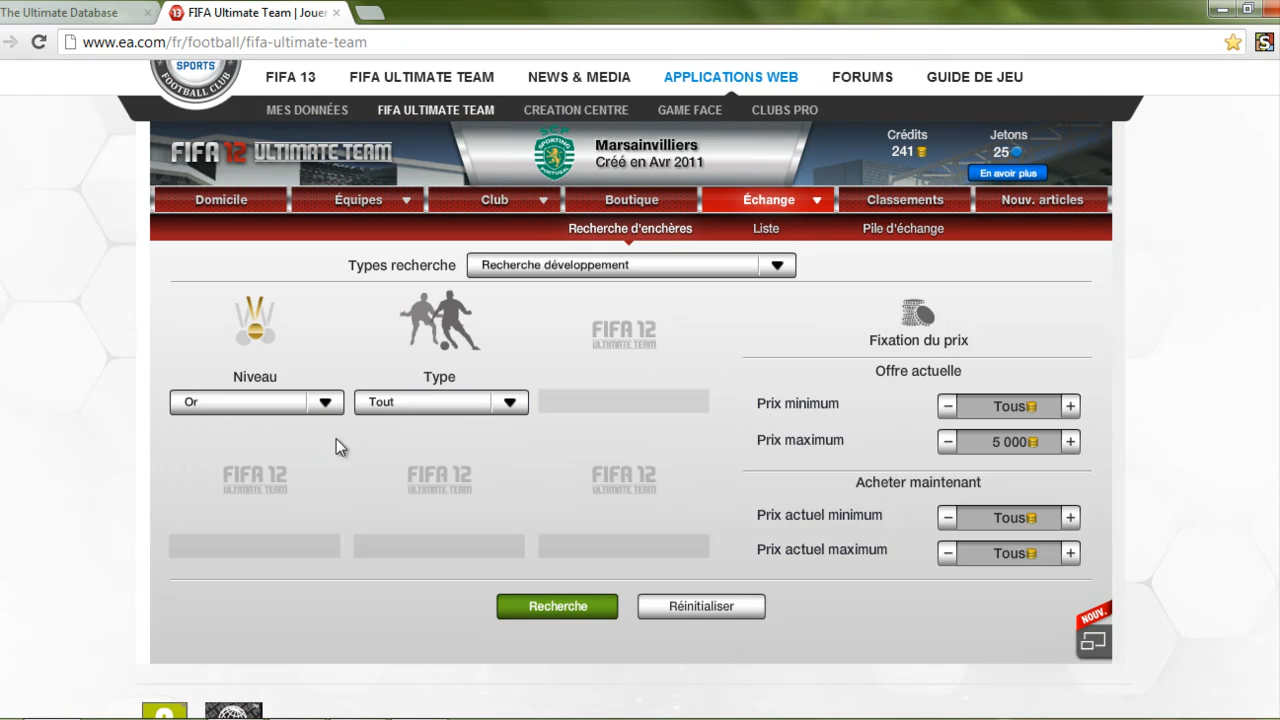 The Ultimate Database
FIFA Ultimate Team | Jouer
www.ea.com/fr/football/fifa-ultimate-team
SPORTS
FOOTBALL CLUB
FIFA 13 FIFA ULTIMATE TEAM NEWS & MEDIA APPLICATIONS WEB FORUMS GUIDE DE JEU
MES DONNÉES FIFA ULTIMATE TEAM CREATION CENTRE GAME FACE CLUBS PRO
FIFA 12 ULTIMATE TEAM
SCP
SPORTING
PORTUGAL
Marsainvilliers
Créé en Avr 2011
Crédits
241
Jetons
25
En avoir plus
Domicile Équipes Club Boutique Échange Classements Nouv. articles
Recherche d'enchères Liste Pile d'échange
Types recherche Recherche développement
FIFA 12
ULTIMATE TEAM
Niveau
Or
Type
Tout
FIFA 12
ULTIMATE TEAM
FIFA 12
ULTIMATE TEAM
FIFA 12
ULTIMATE TEAM
Fixation du prix
Offre actuelle
Prix minimum − Tous +
Prix maximum − 5 000 +
Acheter maintenant
Prix actuel minimum − Tous +
Prix actuel maximum − Tous +
Recherche Réinitialiser
NOUV.